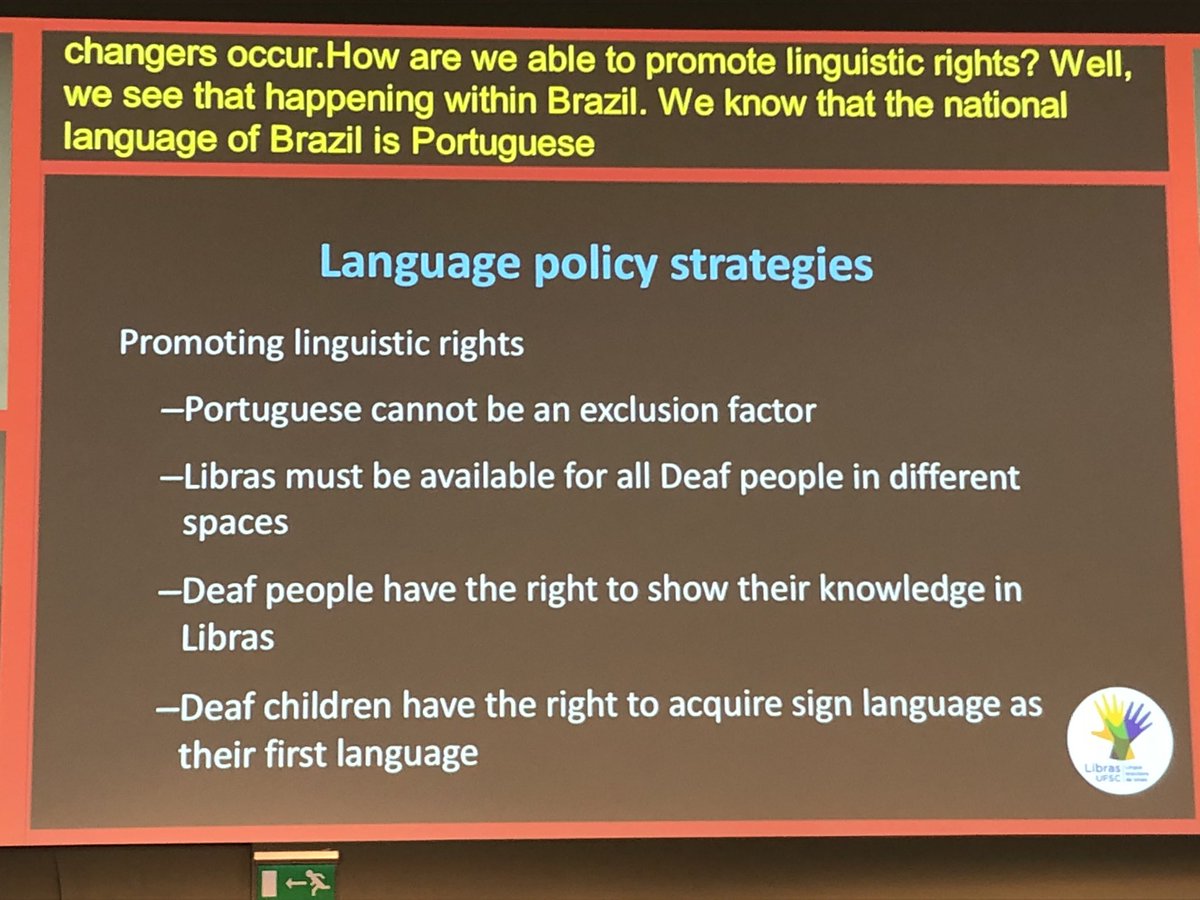 changers occur.How are we able to promote linguistic rights? Well,
we see that happening within Brazil. We know that the national
language of Brazil is Portuguese
Language policy strategies
Promoting linguistic rights
–Portuguese cannot be an exclusion factor
–Libras must be available for all Deaf people in different
spaces
–Deaf people have the right to show their knowledge in
Libras
–Deaf children have the right to acquire sign language as
their first language
Libras
UFSC